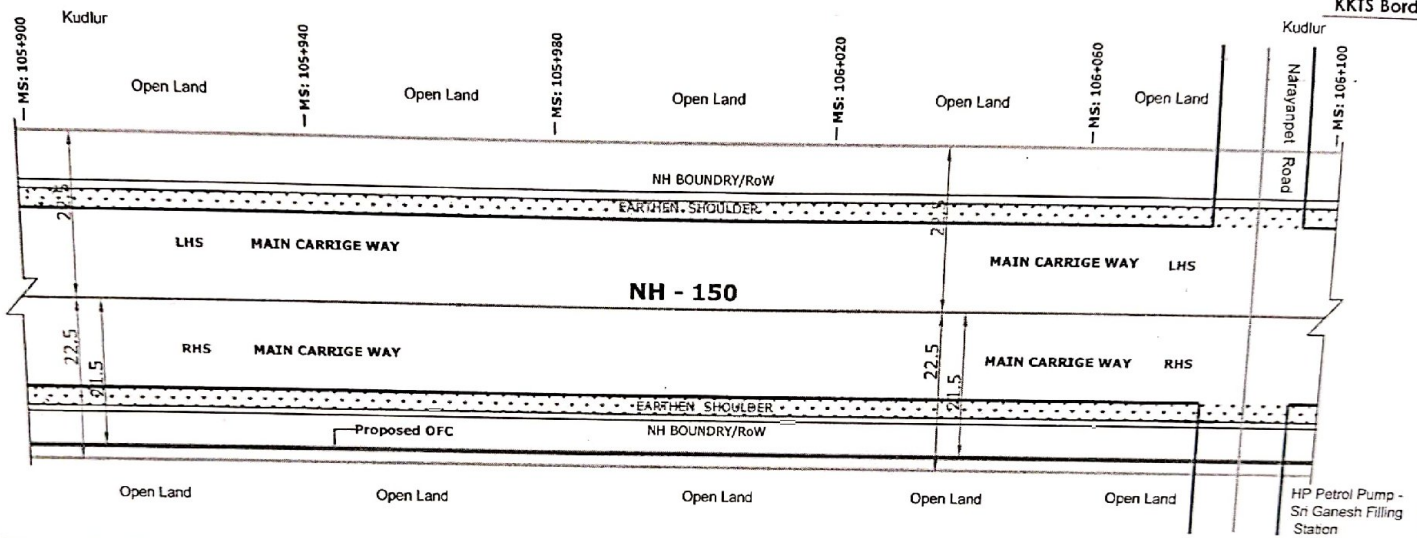 KKTS Bord
Kudlur
Kudlur
MS: 105+900
MS: 105+940
MS: 105+980
MS: 106+020
MS: 106+060
MS: 106+100
Open Land
Open Land
Open Land
Open Land
Open Land
Narayanpet Road
NH BOUNDRY/RoW
EARTHEN SHOULDER
22.5
22.5
LHS MAIN CARRIGE WAY
MAIN CARRIGE WAY LHS
NH - 150
RHS MAIN CARRIGE WAY
MAIN CARRIGE WAY RHS
22.5
21.5
22.5
21.5
EARTHEN SHOULDER
Proposed OFC
NH BOUNDRY/RoW
Open Land
Open Land
Open Land
Open Land
Open Land
HP Petrol Pump -
Sri Ganesh Filling
Station